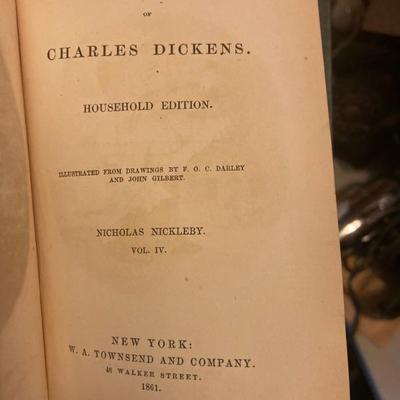 OF
CHARLES DICKENS.
HOUSEHOLD EDITION.
ILLUSTRATED FROM DRAWINGS BY F. O. C. DARLEY
AND JOHN GILBERT.
NICHOLAS NICKLEBY.
VOL. IV.
NEW YORK:
W. A. TOWNSEND AND COMPANY.
46 WALKER STREET.
1861.